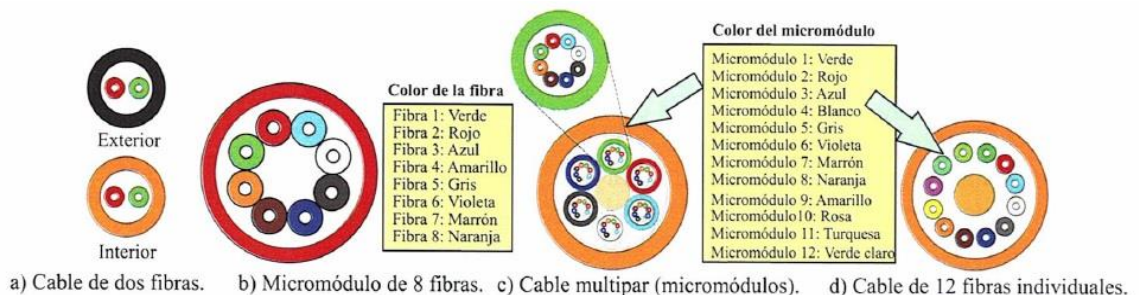 Exterior
Interior
Color de la fibra
Fibra 1: Verde
Fibra 2: Rojo
Fibra 3: Azul
Fibra 4: Amarillo
Fibra 5: Gris
Fibra 6: Violeta
Fibra 7: Marrón
Fibra 8: Naranja
Color del micromódulo
Micromódulo 1: Verde
Micromódulo 2: Rojo
Micromódulo 3: Azul
Micromódulo 4: Blanco
Micromódulo 5: Gris
Micromódulo 6: Violeta
Micromódulo 7: Marrón
Micromódulo 8: Naranja
Micromódulo 9: Amarillo
Micromódulo10: Rosa
Micromódulo 11: Turquesa
Micromódulo 12: Verde claro
a) Cable de dos fibras.
b) Micromódulo de 8 fibras.
c) Cable multipar (micromódulos).
d) Cable de 12 fibras individuales.